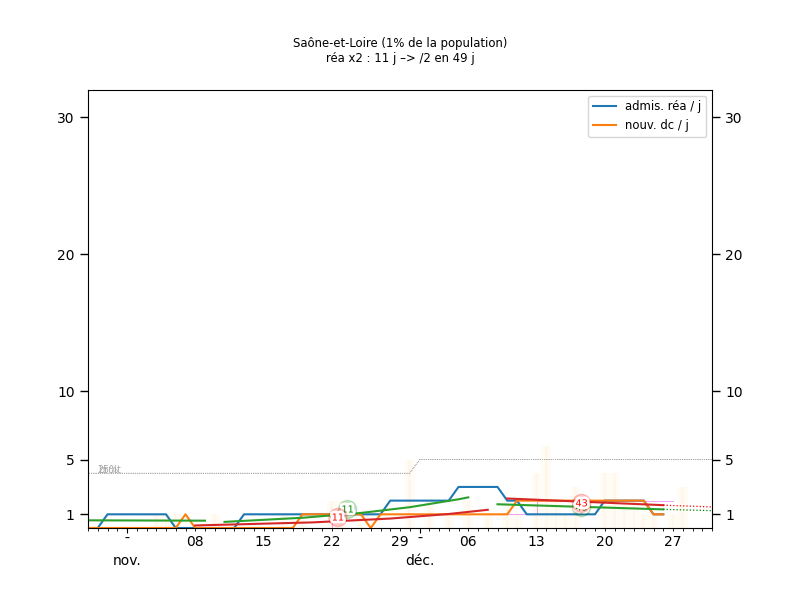 Saône-et-Loire (1% de la population)
réa x2 : 11 j –> /2 en 49 j
admis. réa / j
nouv. dc / j
30 30
20 20
10 10
5 5
1 1
11
11
43
- 08 15 22 29 - 06 13 20 27
nov. déc.